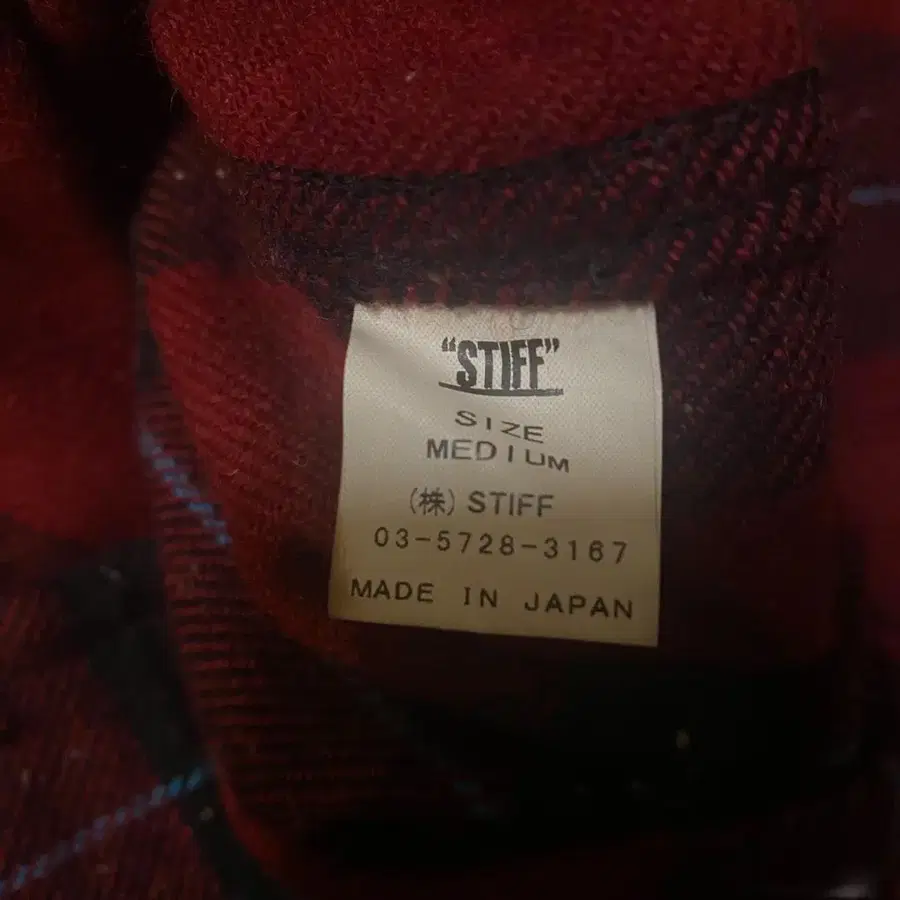 “STIFF”
SIZE
MEDIUM
(株) STIFF
03-5728-3167
MADE IN JAPAN